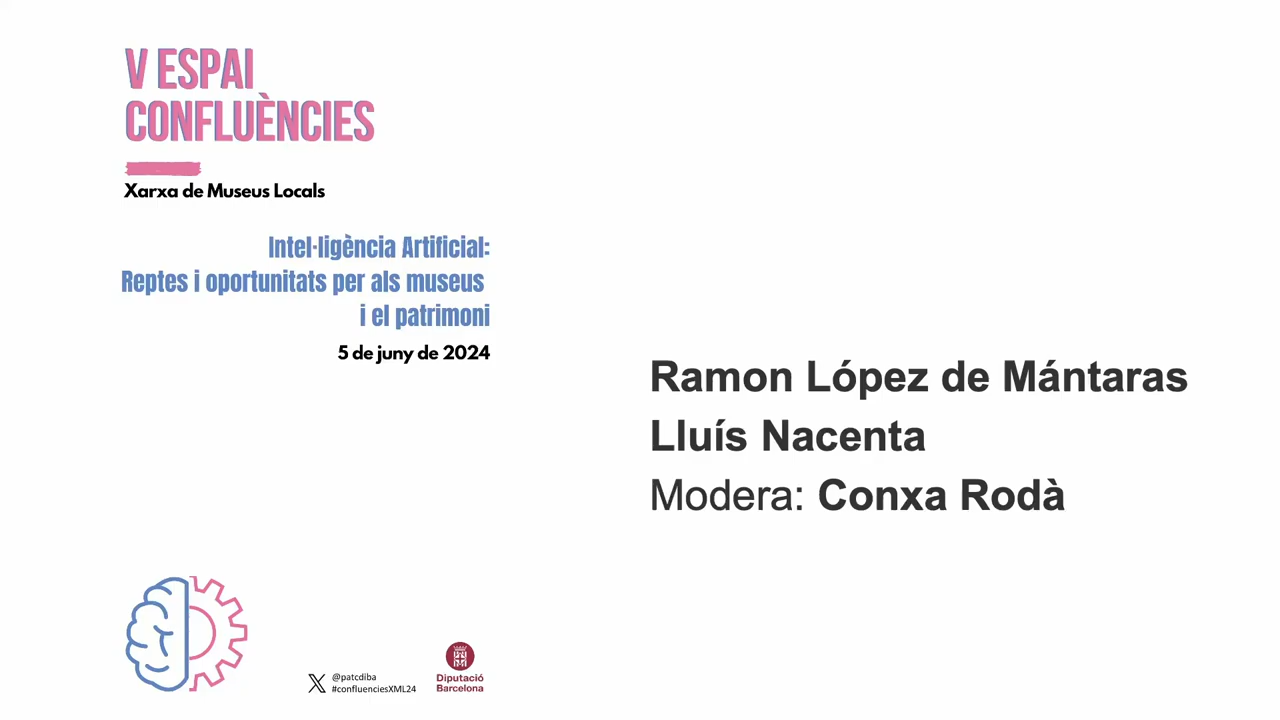 V ESPAI
CONFLUÈNCIES
Xarxa de Museus Locals
Intel·ligència Artificial:
Reptes i oportunitats per als museus
i el patrimoni
5 de juny de 2024
Ramon López de Mántaras
Lluís Nacenta
Modera: Conxa Rodà
@patcdiba
#confluenciesXML24
Diputació
Barcelona